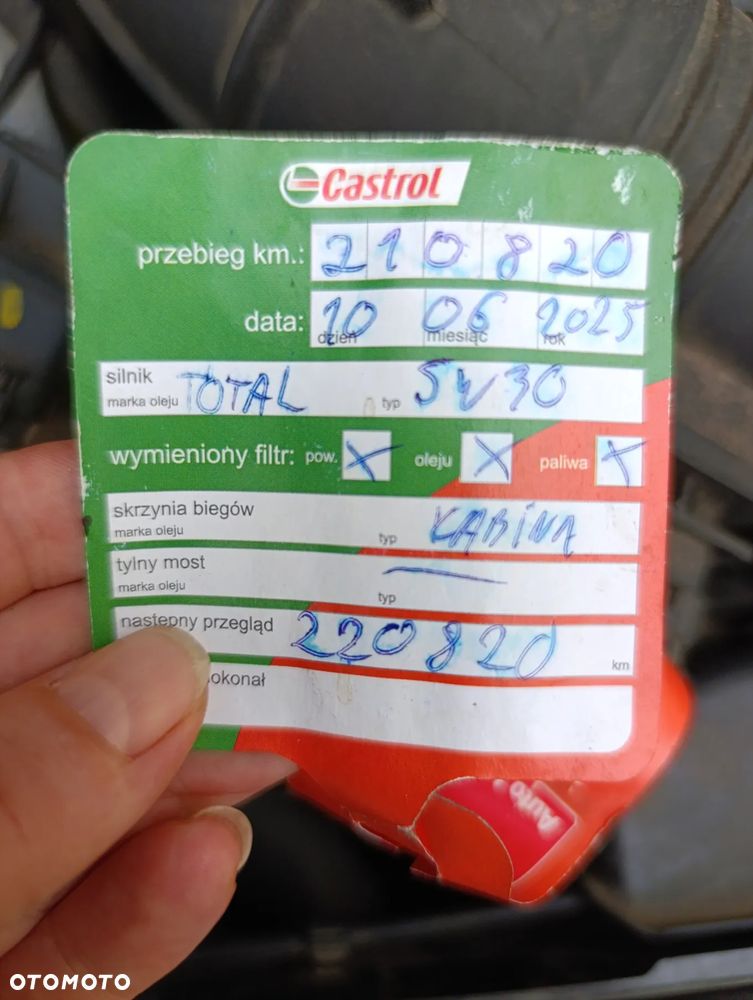 Castrol
przebieg km.: 210820
data: 10 06 2025
dzień miesiąc rok
silnik
marka oleju TOTAL typ 5W30
wymieniony filtr: pow. X oleju X paliwa X
skrzynia biegów
marka oleju typ KABINA
tylny most
marka oleju typ —
następny przegląd 220820 km
okonał
Auto
OTOMOTO